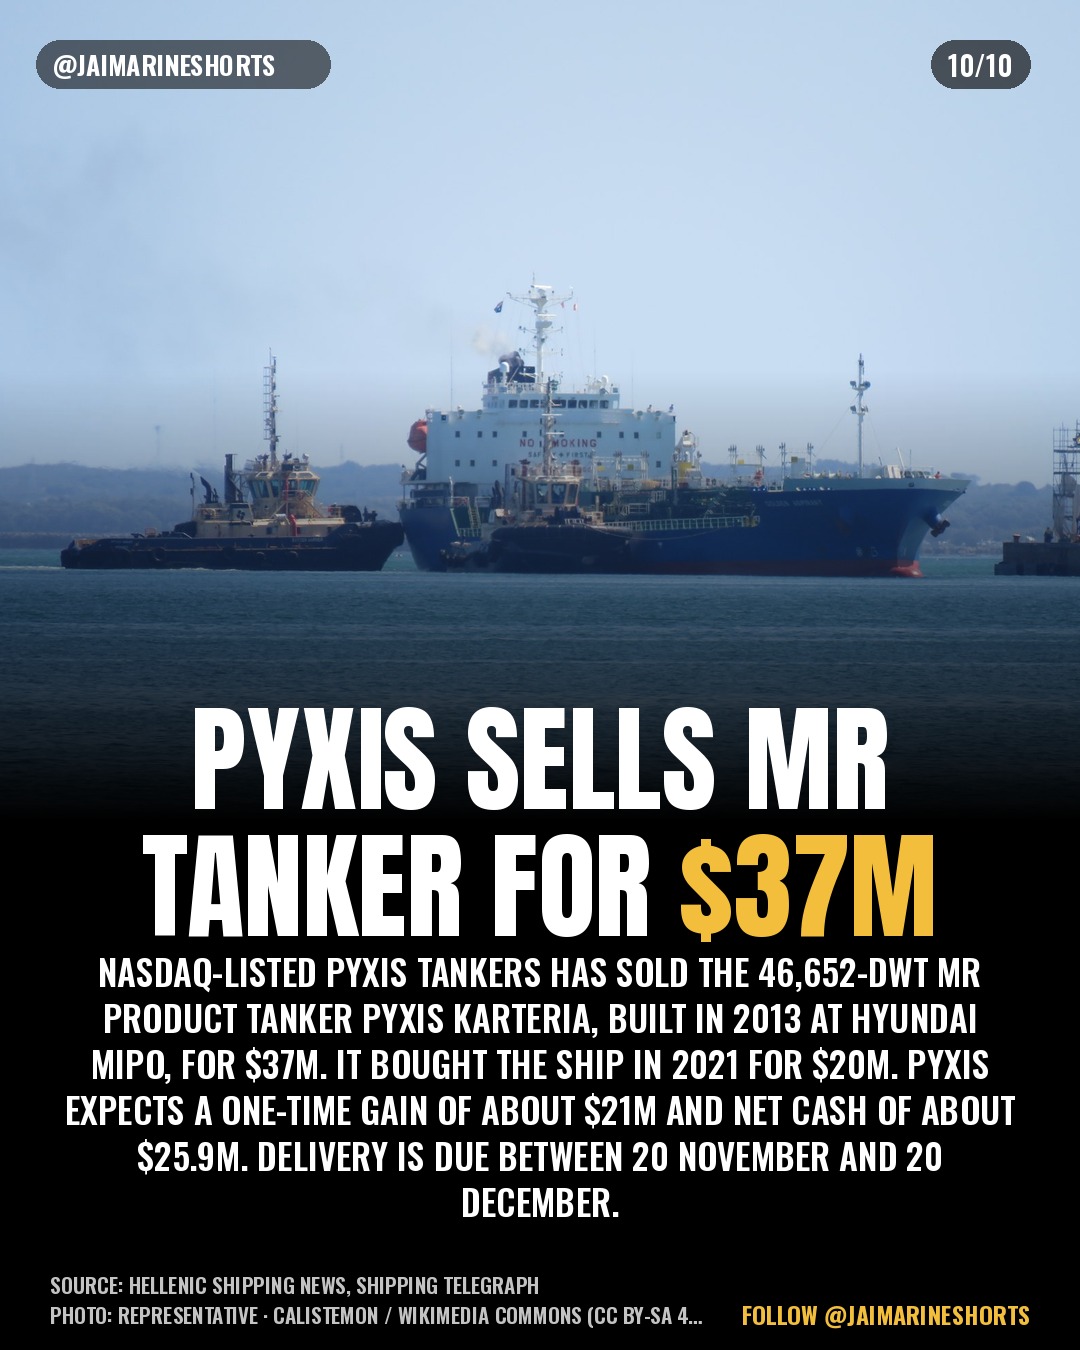 @JAIMARINESHORTS
10/10
NO SMOKING
PYXIS SELLS MR
TANKER FOR $37M
NASDAQ-LISTED PYXIS TANKERS HAS SOLD THE 46,652-DWT MR
PRODUCT TANKER PYXIS KARTERIA, BUILT IN 2013 AT HYUNDAI
MIPO, FOR $37M. IT BOUGHT THE SHIP IN 2021 FOR $20M. PYXIS
EXPECTS A ONE-TIME GAIN OF ABOUT $21M AND NET CASH OF ABOUT
$25.9M. DELIVERY IS DUE BETWEEN 20 NOVEMBER AND 20
DECEMBER.
SOURCE: HELLENIC SHIPPING NEWS, SHIPPING TELEGRAPH
PHOTO: REPRESENTATIVE · CALISTEMON / WIKIMEDIA COMMONS (CC BY-SA 4...
FOLLOW @JAIMARINESHORTS